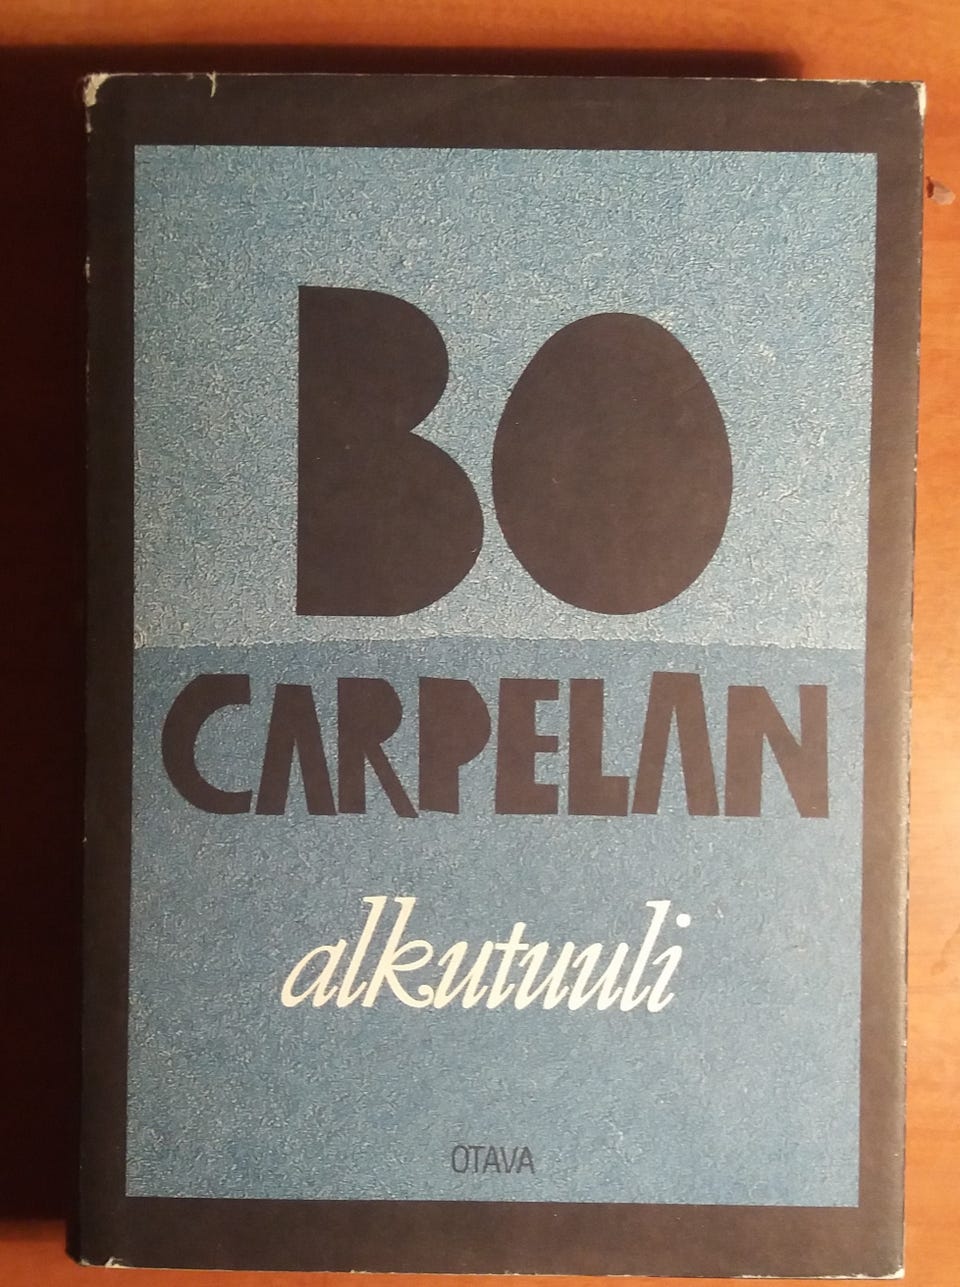 BO
CARPELAN
alkutuuli
OTAVA